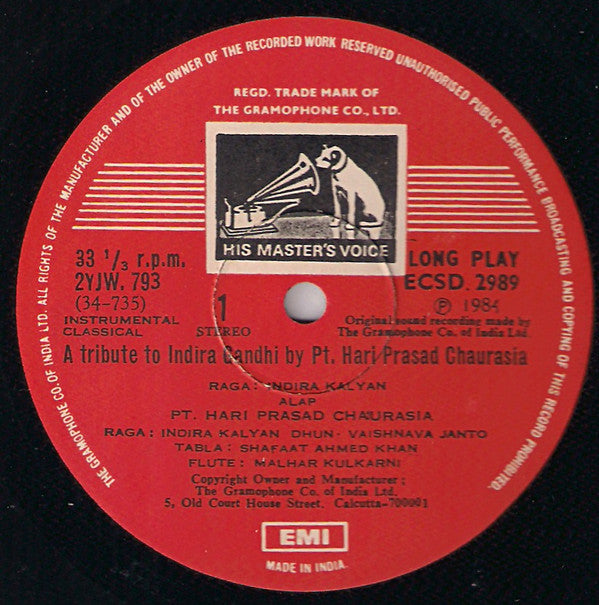 THE GRAMOPHONE CO. OF INDIA LTD. ALL RIGHTS OF THE MANUFACTURER AND OF THE OWNER OF THE RECORDED WORK RESERVED UNAUTHORISED PUBLIC PERFORMANCE BROADCASTING AND COPYING OF THIS RECORD PROHIBITED.
REGD. TRADE MARK OF
THE GRAMOPHONE CO., LTD.
HIS MASTER'S VOICE
33 1/3 r.p.m.
2YJW. 793
(34-735)
INSTRUMENTAL
CLASSICAL
1
STEREO
LONG PLAY
ECSD. 2989
℗ 1984
Original sound recording made by
The Gramophone Co. of India Ltd.
A tribute to Indira Gandhi by Pt. Hari Prasad Chaurasia
RAGA: INDIRA KALYAN
ALAP
PT. HARI PRASAD CHAURASIA
RAGA: INDIRA KALYAN DHUN- VAISHNAVA JANTO
TABLA: SHAFAAT AHMED KHAN
FLUTE: MALHAR KULKARNI
Copyright Owner and Manufacturer;
The Gramophone Co. of India Ltd.
5, Old Court House Street. Calcutta-700001
EMI
MADE IN INDIA